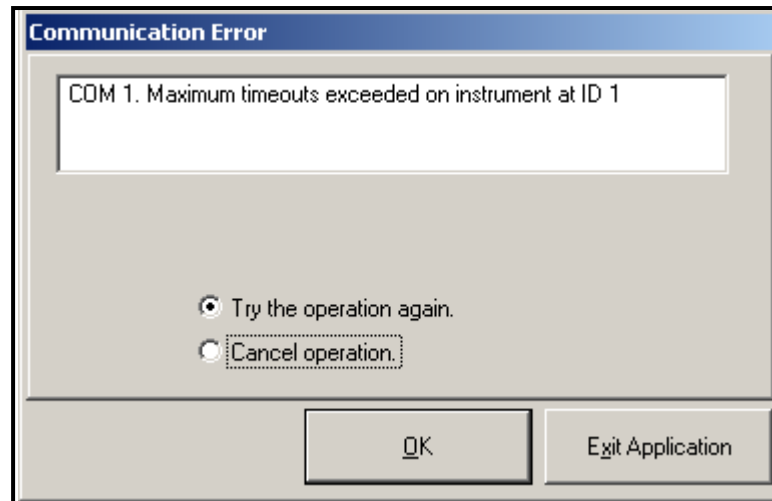 Communication Error
COM 1. Maximum timeouts exceeded on instrument at ID 1
Try the operation again.
Cancel operation.
OK
Exit Application